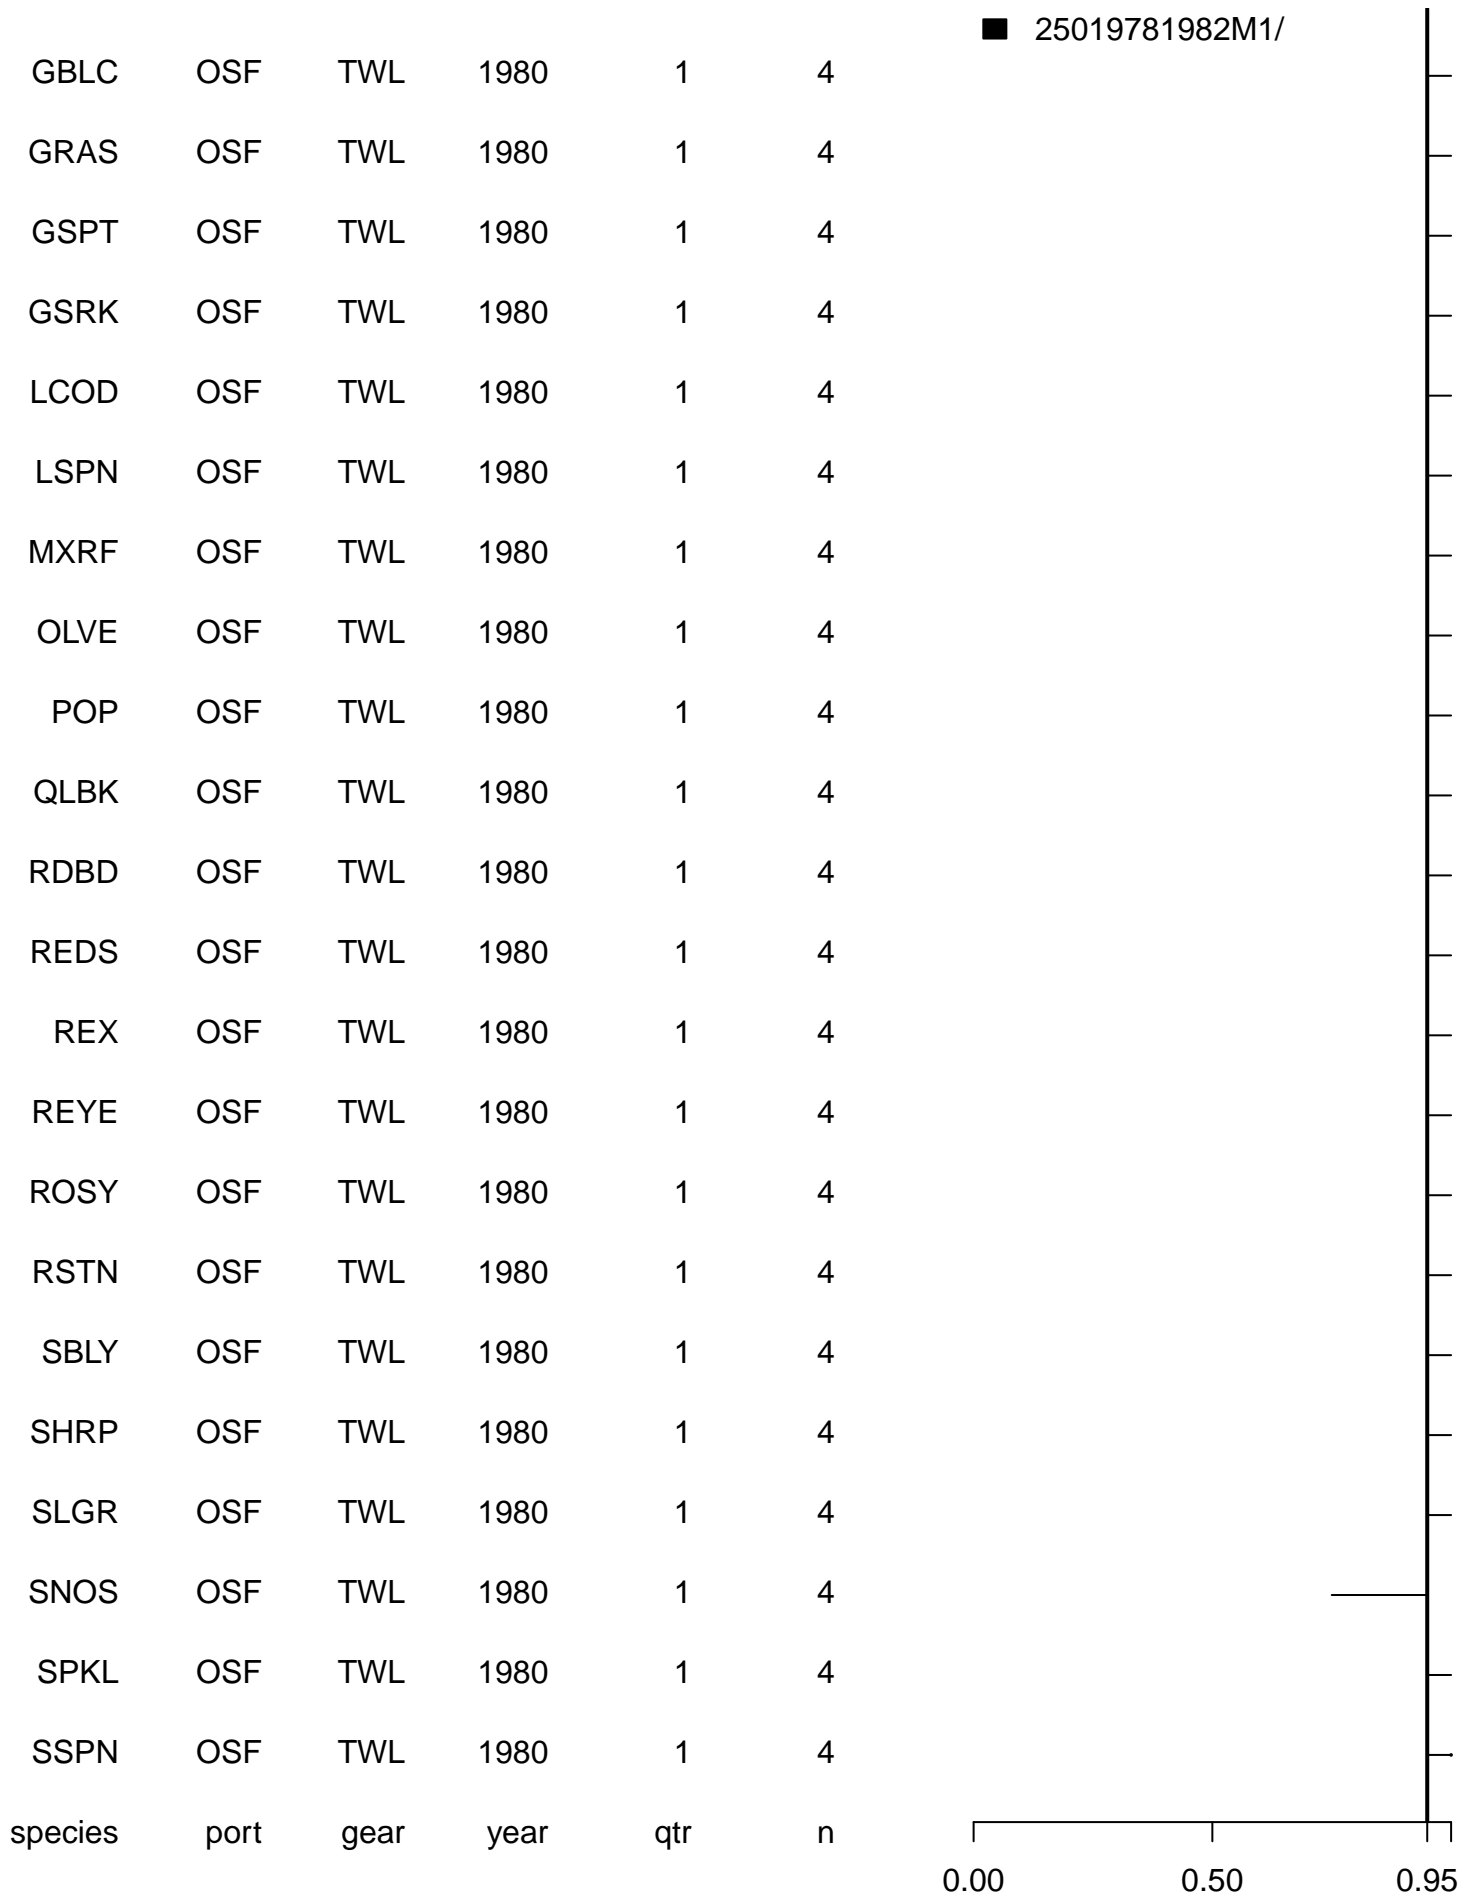 25019781982M1/
GBLC OSF TWL 1980 1 4
GRAS OSF TWL 1980 1 4
GSPT OSF TWL 1980 1 4
GSRK OSF TWL 1980 1 4
LCOD OSF TWL 1980 1 4
LSPN OSF TWL 1980 1 4
MXRF OSF TWL 1980 1 4
OLVE OSF TWL 1980 1 4
POP OSF TWL 1980 1 4
QLBK OSF TWL 1980 1 4
RDBD OSF TWL 1980 1 4
REDS OSF TWL 1980 1 4
REX OSF TWL 1980 1 4
REYE OSF TWL 1980 1 4
ROSY OSF TWL 1980 1 4
RSTN OSF TWL 1980 1 4
SBLY OSF TWL 1980 1 4
SHRP OSF TWL 1980 1 4
SLGR OSF TWL 1980 1 4
SNOS OSF TWL 1980 1 4
SPKL OSF TWL 1980 1 4
SSPN OSF TWL 1980 1 4
species port gear year qtr n
0.00 0.50 0.95